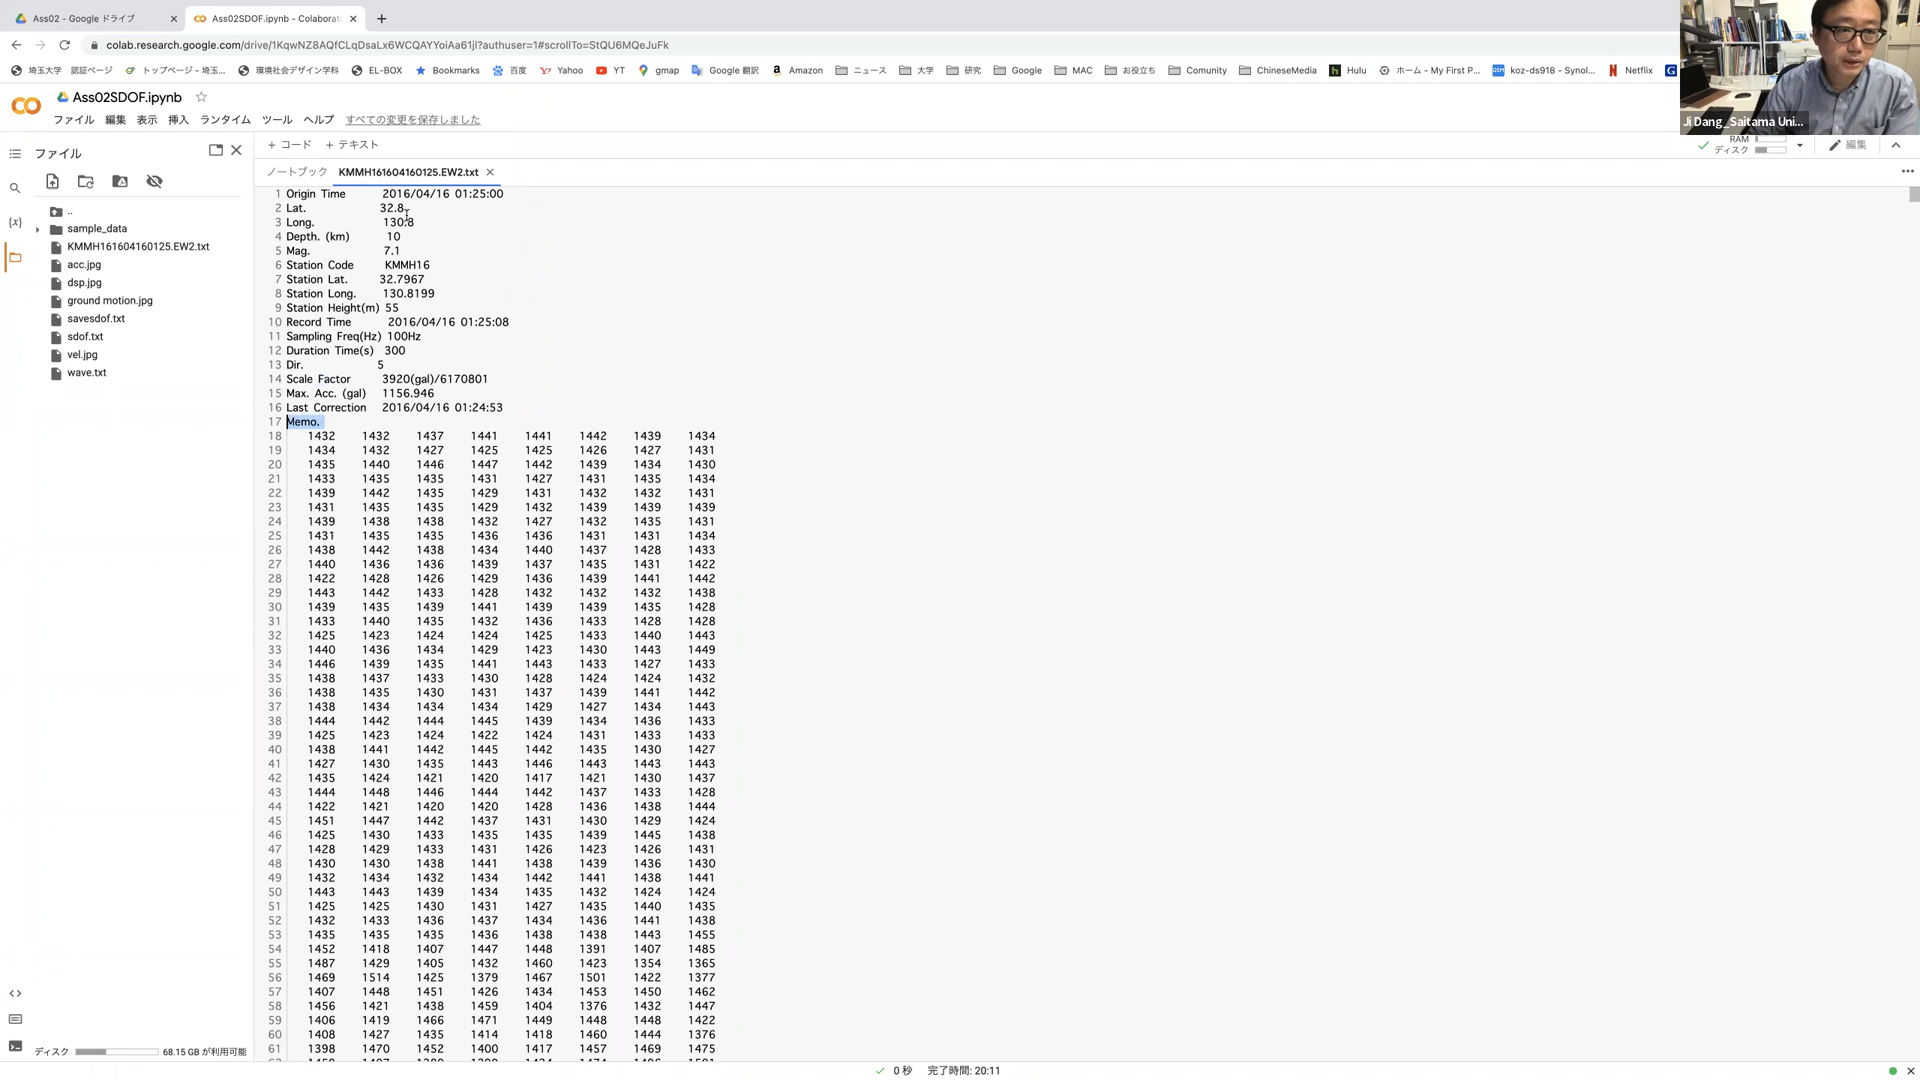 Ass02 - Google ドライブ
Ass02SDOF.ipynb - Colaborat
colab.research.google.com/drive/1KqwNZ8AQfCLqDsaLx6WCQAYYoiAa61jl?authuser=1#scrollTo=StQU6MQeJuFk
埼玉大学 認証ページ トップページ - 埼玉... 環境社会デザイン学科 EL-BOX Bookmarks 百度 Yahoo YT gmap Google 翻訳 Amazon ニュース 大学 研究 Google MAC お役立ち Comunity ChineseMedia Hulu ホーム - My First P... koz-ds918 - Synol... Netflix
Ass02SDOF.ipynb
ファイル 編集 表示 挿入 ランタイム ツール ヘルプ すべての変更を保存しました
Ji Dang_Saitama Uni...
ファイル
+ コード + テキスト
RAM
ディスク
編集
ノートブック KMMH161604160125.EW2.txt
..
sample_data
KMMH161604160125.EW2.txt
acc.jpg
dsp.jpg
ground motion.jpg
savesdof.txt
sdof.txt
vel.jpg
wave.txt
1 Origin Time 2016/04/16 01:25:00
2 Lat. 32.8
3 Long. 130.8
4 Depth. (km) 10
5 Mag. 7.1
6 Station Code KMMH16
7 Station Lat. 32.7967
8 Station Long. 130.8199
9 Station Height(m) 55
10 Record Time 2016/04/16 01:25:08
11 Sampling Freq(Hz) 100Hz
12 Duration Time(s) 300
13 Dir. 5
14 Scale Factor 3920(gal)/6170801
15 Max. Acc. (gal) 1156.946
16 Last Correction 2016/04/16 01:24:53
17 Memo.
18 1432 1432 1437 1441 1441 1442 1439 1434
19 1434 1432 1427 1425 1425 1426 1427 1431
20 1435 1440 1446 1447 1442 1439 1434 1430
21 1433 1435 1435 1431 1427 1431 1435 1434
22 1439 1442 1435 1429 1431 1432 1432 1431
23 1431 1435 1435 1429 1432 1439 1439 1439
24 1439 1438 1438 1432 1427 1432 1435 1431
25 1431 1435 1435 1436 1436 1431 1431 1434
26 1438 1442 1438 1434 1440 1437 1428 1433
27 1440 1436 1436 1439 1437 1435 1431 1422
28 1422 1428 1426 1429 1436 1439 1441 1442
29 1443 1442 1433 1428 1432 1432 1432 1438
30 1439 1435 1439 1441 1439 1439 1435 1428
31 1433 1440 1435 1432 1436 1433 1428 1428
32 1425 1423 1424 1424 1425 1433 1440 1443
33 1440 1436 1434 1429 1423 1430 1443 1449
34 1446 1439 1435 1441 1443 1433 1427 1433
35 1438 1437 1433 1430 1428 1424 1424 1432
36 1438 1435 1430 1431 1437 1439 1441 1442
37 1438 1434 1434 1434 1429 1427 1434 1443
38 1444 1442 1444 1445 1439 1434 1436 1433
39 1425 1423 1424 1422 1424 1431 1433 1433
40 1438 1441 1442 1445 1442 1435 1430 1427
41 1427 1430 1435 1443 1446 1443 1443 1443
42 1435 1424 1421 1420 1417 1421 1430 1437
43 1444 1448 1446 1444 1442 1437 1433 1428
44 1422 1421 1420 1420 1428 1436 1438 1444
45 1451 1447 1442 1437 1431 1430 1429 1424
46 1425 1430 1433 1435 1435 1439 1445 1438
47 1428 1429 1433 1431 1426 1423 1426 1431
48 1430 1430 1438 1441 1438 1439 1436 1430
49 1432 1434 1432 1434 1442 1441 1438 1441
50 1443 1443 1439 1434 1435 1432 1424 1424
51 1425 1425 1430 1431 1427 1435 1440 1435
52 1432 1433 1436 1437 1434 1436 1441 1438
53 1435 1435 1435 1436 1438 1438 1443 1455
54 1452 1418 1407 1447 1448 1391 1407 1485
55 1487 1429 1405 1432 1460 1423 1354 1365
56 1469 1514 1425 1379 1467 1501 1422 1377
57 1407 1448 1451 1426 1434 1453 1450 1462
58 1456 1421 1438 1459 1404 1376 1432 1447
59 1406 1419 1466 1471 1449 1448 1448 1422
60 1408 1427 1435 1414 1418 1460 1444 1376
61 1398 1470 1452 1400 1417 1457 1469 1475
ディスク 68.15 GB が利用可能
0 秒 完了時間: 20:11